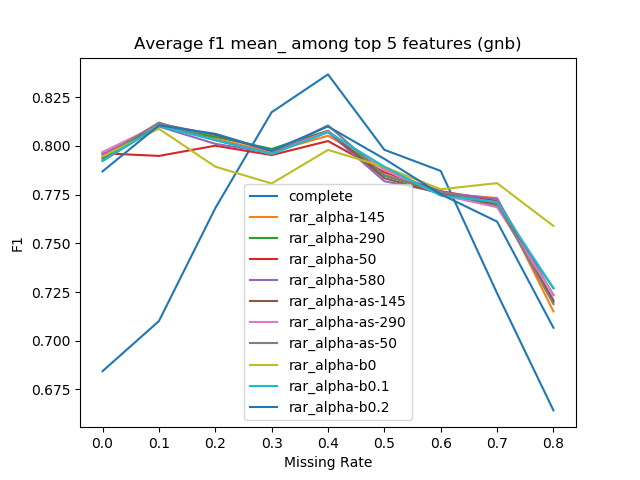 Average f1 mean_ among top 5 features (gnb)
F1
0.825
0.800
0.775
0.750
0.725
0.700
0.675
complete
rar_alpha-145
rar_alpha-290
rar_alpha-50
rar_alpha-580
rar_alpha-as-145
rar_alpha-as-290
rar_alpha-as-50
rar_alpha-b0
rar_alpha-b0.1
rar_alpha-b0.2
0.0 0.1 0.2 0.3 0.4 0.5 0.6 0.7 0.8
Missing Rate